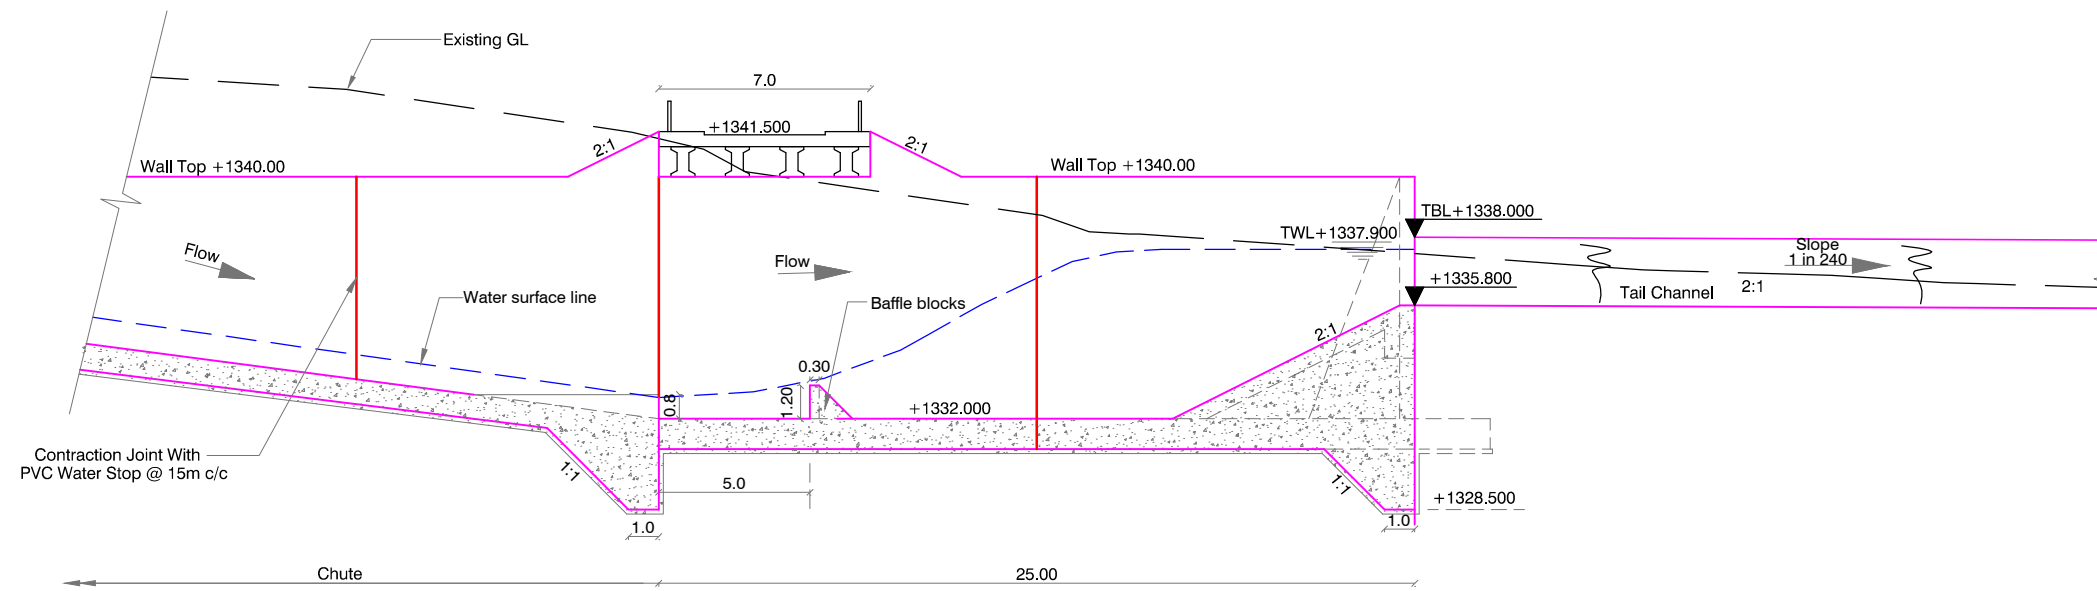 Existing GL
7.0
+1341.500
2:1
2:1
Wall Top +1340.00
Wall Top +1340.00
TBL+1338.000
TWL+1337.900
Flow
Flow
Slope
1 in 240
+1335.800
Tail Channel
2:1
Water surface line
Baffle blocks
2:1
0.30
0.8
1.20
+1332.000
Contraction Joint With
PVC Water Stop @ 15m c/c
1:1
5.0
1:1
+1328.500
1.0
1.0
Chute
25.00